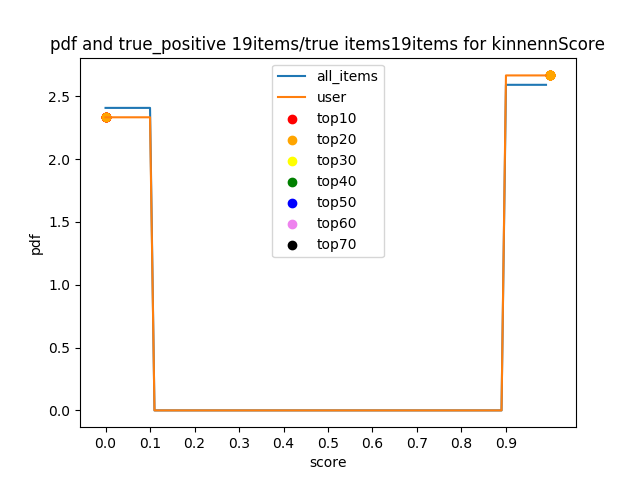 pdf and true_positive 19items/true items19items for kinnennScore
all_items
user
top10
top20
top30
top40
top50
top60
top70
2.5
2.0
1.5
1.0
0.5
0.0
pdf
0.0 0.1 0.2 0.3 0.4 0.5 0.6 0.7 0.8 0.9
score